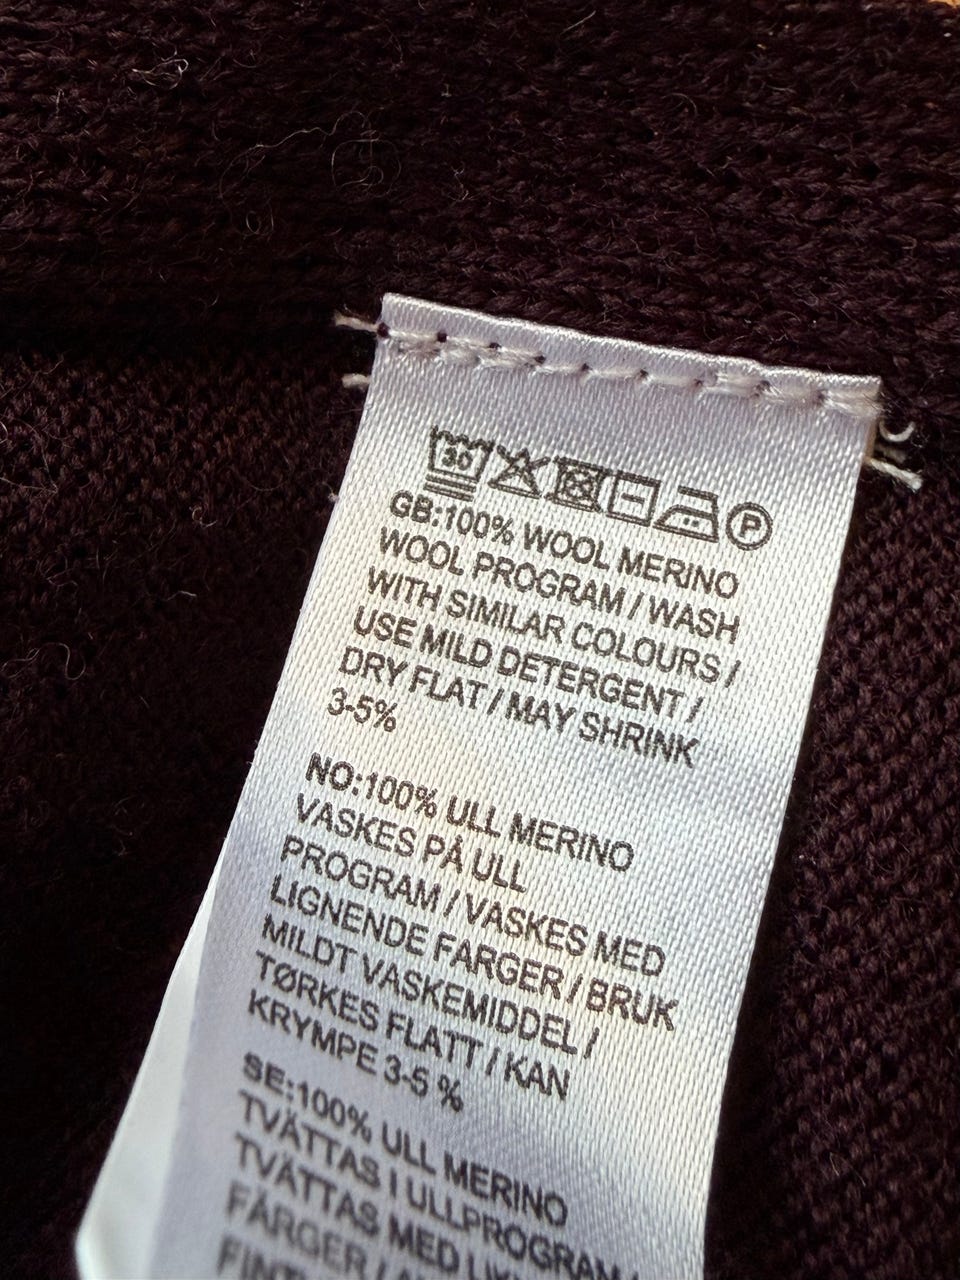 30
P
GB:100% WOOL MERINO
WOOL PROGRAM / WASH
WITH SIMILAR COLOURS /
USE MILD DETERGENT /
DRY FLAT / MAY SHRINK
3-5%
NO:100% ULL MERINO
VASKES PÅ ULL
PROGRAM / VASKES MED
LIGNENDE FARGER / BRUK
MILDT VASKEMIDDEL /
TØRKES FLATT / KAN
KRYMPE 3-5 %
SE:100% ULL MERINO
TVÄTTAS I ULLPROGRAM /
TVÄTTAS MED
FÄRGER /